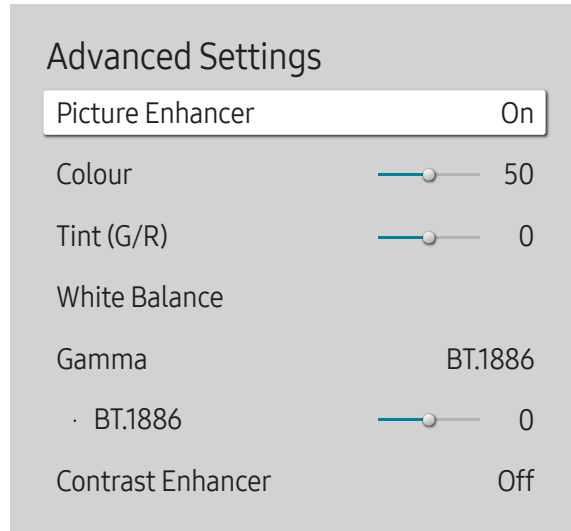 Advanced Settings
Picture Enhancer On
Colour 50
Tint (G/R) 0
White Balance
Gamma BT.1886
· BT.1886 0
Contrast Enhancer Off